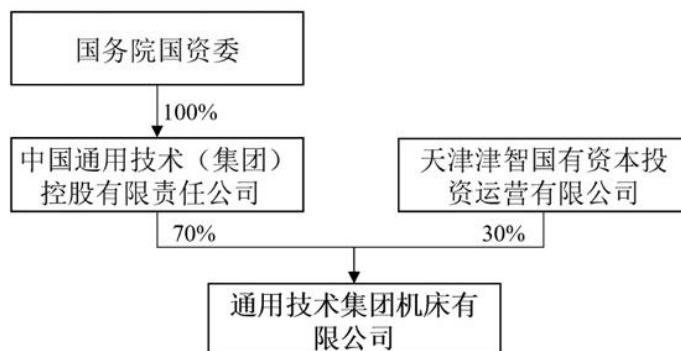 国务院国资委
100%
中国通用技术（集团）
控股有限责任公司
天津津智国有资本投
资运营有限公司
70%
30%
通用技术集团机床有
限公司